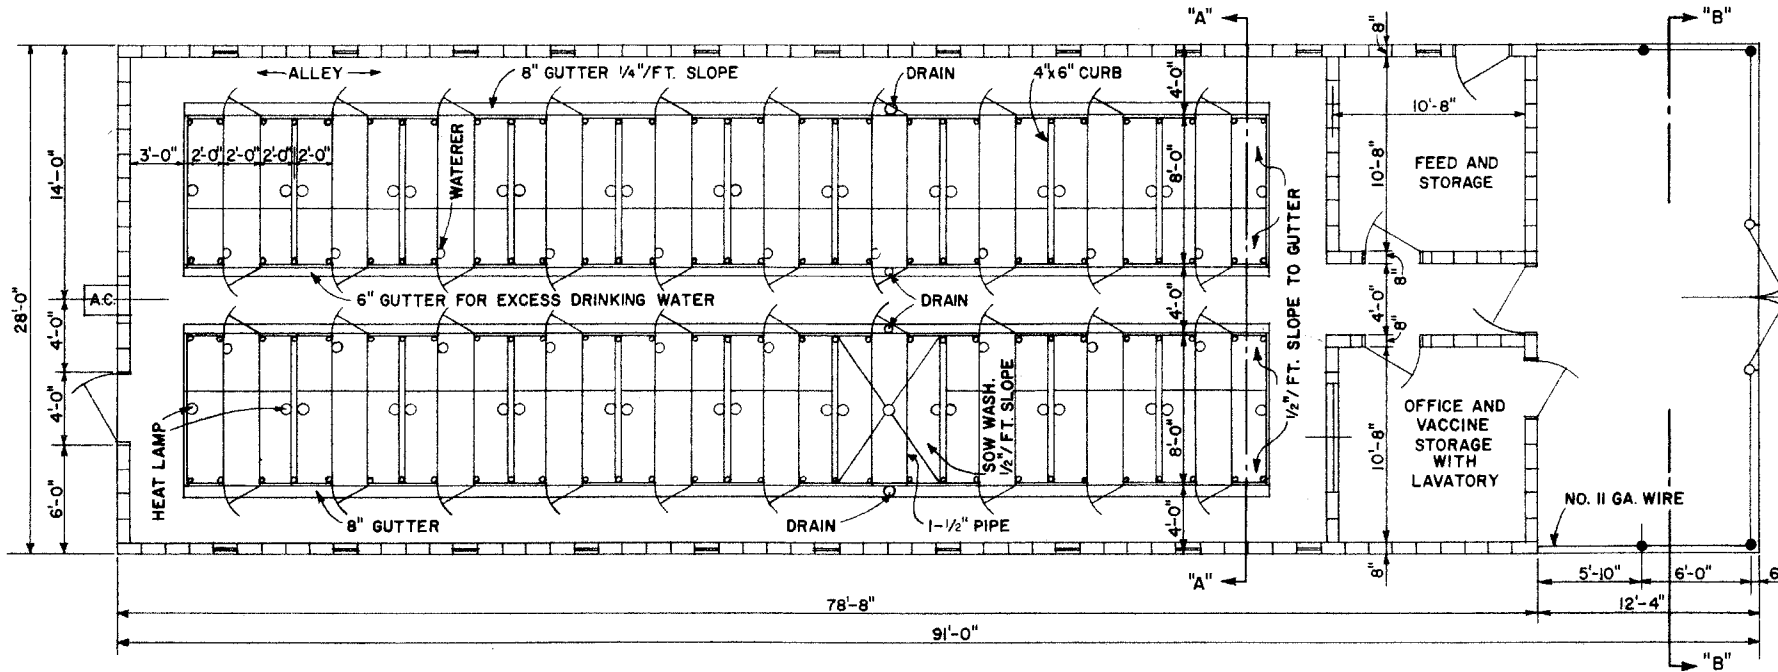 "A"
"B"
8"
ALLEY
8" GUTTER 1/4"/FT. SLOPE
DRAIN
4"x6" CURB
4'-0"
10'-8"
3'-0"
2'-0"
2'-0"
2'-0"
2'-0"
WATERER
8'-0"
10'-8"
FEED AND
STORAGE
14'-0"
28'-0"
A.C.
6" GUTTER FOR EXCESS DRINKING WATER
DRAIN
4'-0"
1/2"/FT. SLOPE TO GUTTER
8"
4'-0"
8"
4'-0"
4'-0"
6'-0"
HEAT LAMP
SOW WASH.
1/2"/FT. SLOPE
8'-0"
10'-8"
OFFICE AND
VACCINE
STORAGE
WITH
LAVATORY
8" GUTTER
DRAIN
1-1/2" PIPE
4'-0"
NO. 11 GA. WIRE
"A"
8"
5'-10"
6'-0"
6
78'-8"
12'-4"
91'-0"
"B"